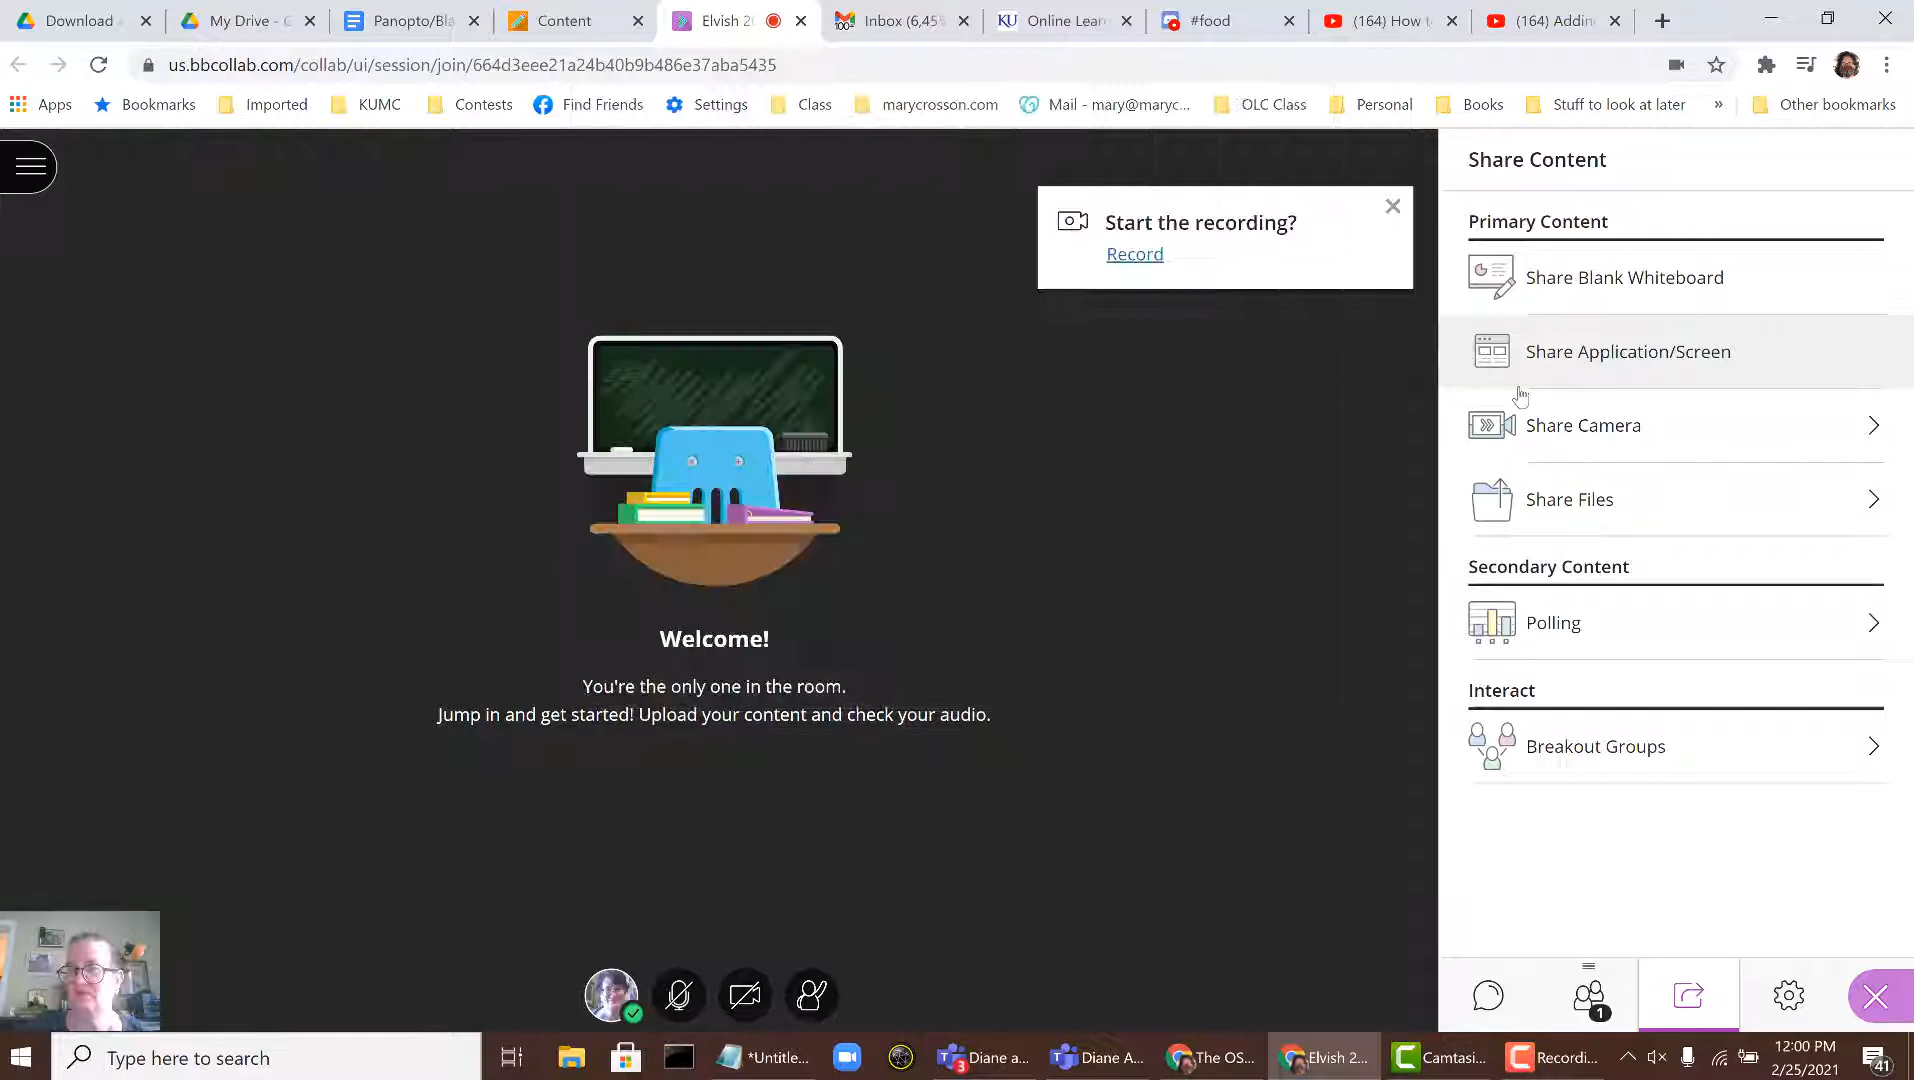 Download
My Drive - G
Panopto/Bla
Content
Elvish 2
Inbox (6,45
KU Online Lear
#food
(164) How t
(164) Addin
us.bbcollab.com/collab/ui/session/join/664d3eee21a24b40b9b486e37aba5435
Apps
Bookmarks
Imported
KUMC
Contests
Find Friends
Settings
Class
marycrosson.com
Mail - mary@maryc...
OLC Class
Personal
Books
Stuff to look at later
»
Other bookmarks
Share Content
Primary Content
Start the recording?
Record
Share Blank Whiteboard
Share Application/Screen
Share Camera
Share Files
Secondary Content
Polling
Welcome!
You're the only one in the room.
Jump in and get started! Upload your content and check your audio.
Interact
Breakout Groups
1
Type here to search
*Untitle...
3
Diane a...
Diane A...
The OS...
Elvish 2...
Camtasi...
Recordi...
12:00 PM
2/25/2021
41